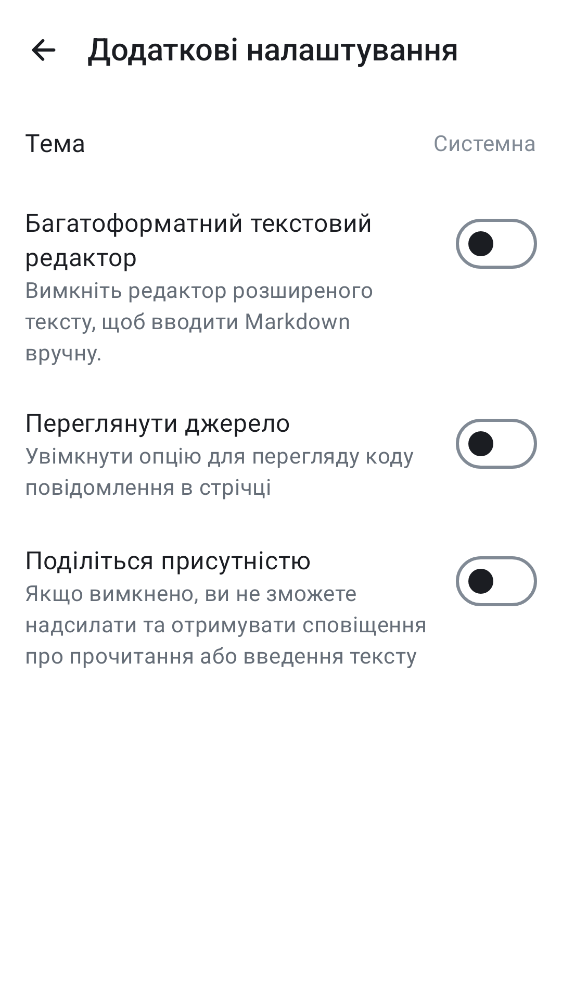 Додаткові налаштування
Тема
Системна
Багатоформатний текстовий
редактор
Вимкніть редактор розширеного
тексту, щоб вводити Markdown
вручну.
Переглянути джерело
Увімкнути опцію для перегляду коду
повідомлення в стрічці
Поділіться присутністю
Якщо вимкнено, ви не зможете
надсилати та отримувати сповіщення
про прочитання або введення тексту